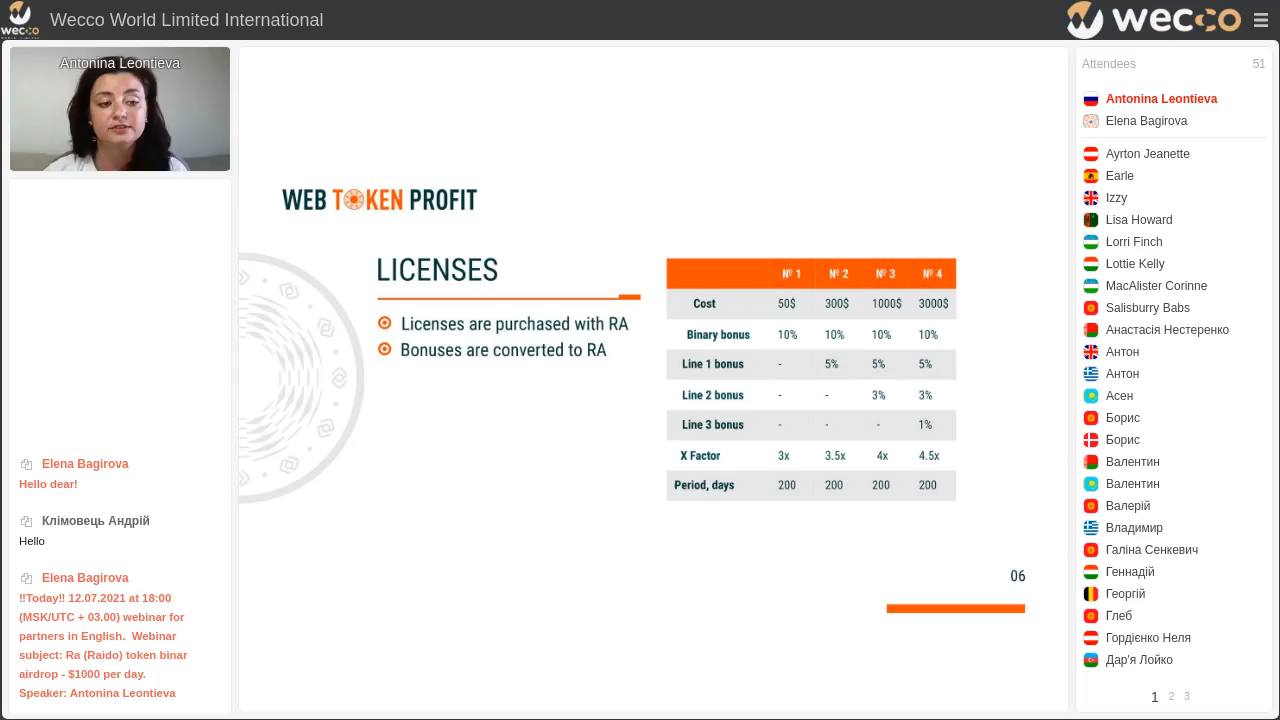 wecco
Wecco World Limited International
wecco
Antonina Leontieva
Elena Bagirova
Hello dear!
Клімовець Андрій
Hello
Elena Bagirova
!!Today!! 12.07.2021 at 18:00
(MSK/UTC + 03.00) webinar for
partners in English.  Webinar
subject: Ra (Raido) token binar
airdrop - $1000 per day.
Speaker: Antonina Leontieva
WEB TOKEN PROFIT
LICENSES
Licenses are purchased with RA
Bonuses are converted to RA
№ 1 № 2 № 3 № 4
Cost 50$ 300$ 1000$ 3000$
Binary bonus 10% 10% 10% 10%
Line 1 bonus - 5% 5% 5%
Line 2 bonus - - 3% 3%
Line 3 bonus - - - 1%
X Factor 3x 3.5x 4x 4.5x
Period, days 200 200 200 200
06
Attendees 51
Antonina Leontieva
Elena Bagirova
Ayrton Jeanette
Earle
Izzy
Lisa Howard
Lorri Finch
Lottie Kelly
MacAlister Corinne
Salisburry Babs
Анастасія Нестеренко
Антон
Антон
Асен
Борис
Борис
Валентин
Валентин
Валерій
Владимир
Галіна Сенкевич
Геннадій
Георгій
Глеб
Гордієнко Неля
Дар'я Лойко
1 2 3